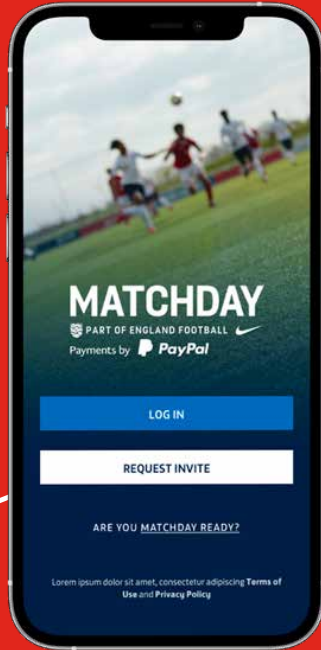 MATCHDAY
PART OF ENGLAND FOOTBALL
Payments by PayPal
LOG IN
REQUEST INVITE
ARE YOU MATCHDAY READY?
Lorem ipsum dolor sit amet, consectetur adipiscing Terms of
Use and Privacy Policy